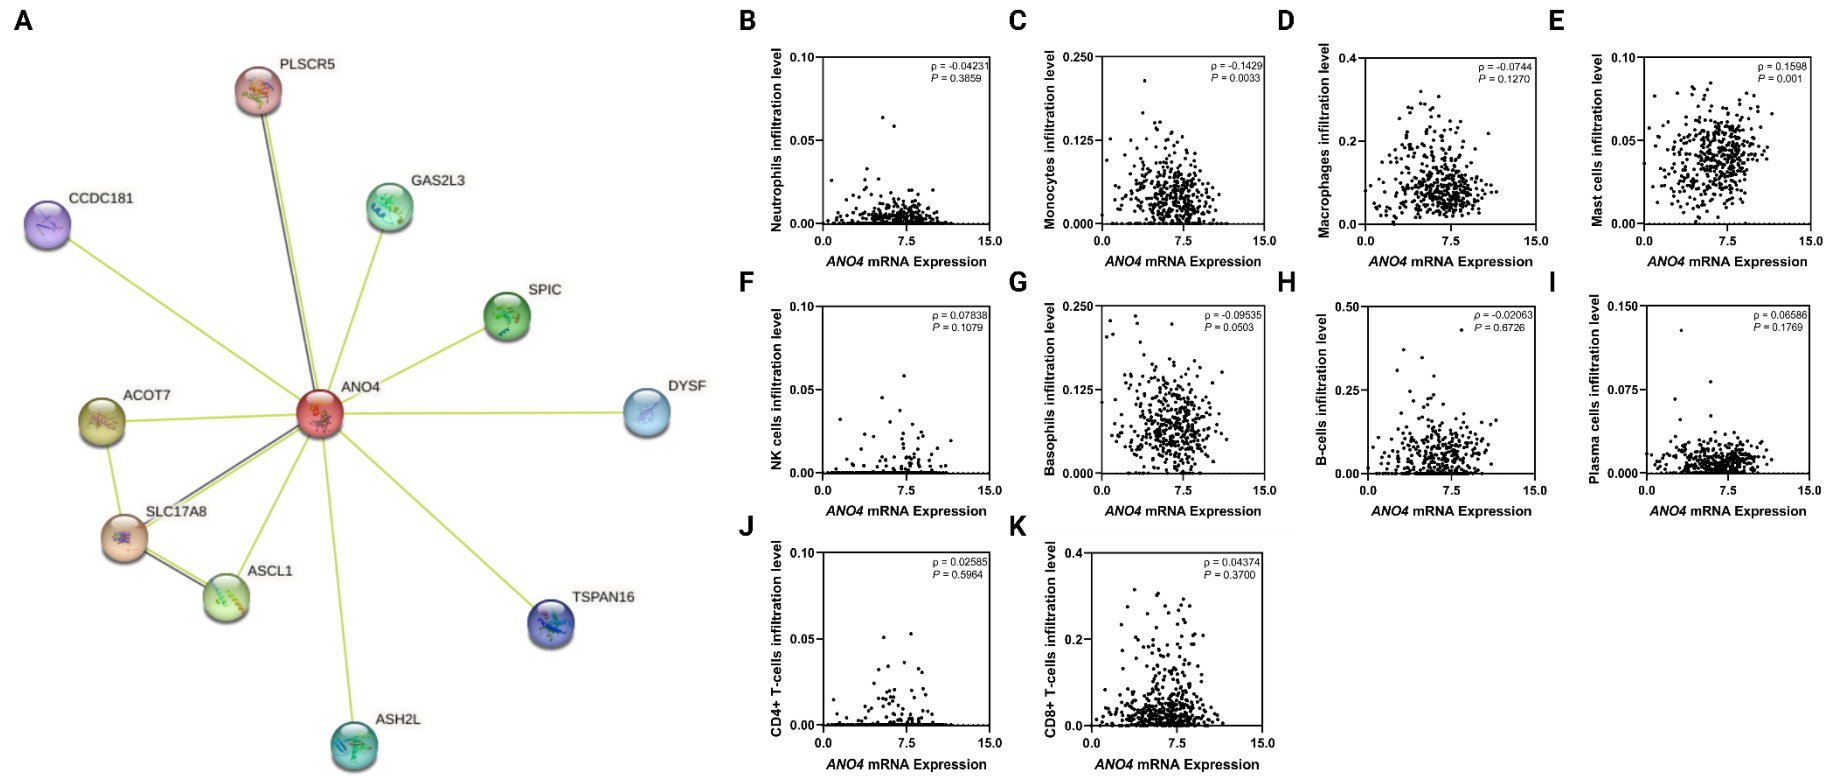 A
PLSCR5
GAS2L3
CCDC181
SPIC
ANO4
DYSF
ACOT7
SLC17A8
ASCL1
TSPAN16
ASH2L
B
Neutrophils infiltration level
0.10
0.05
0.00
ρ = -0.04231
P = 0.3859
0.0 7.5 15.0
ANO4 mRNA Expression
C
Monocytes infiltration level
0.250
0.125
0.000
ρ = -0.1429
P = 0.0033
0.0 7.5 15.0
ANO4 mRNA Expression
D
Macrophages infiltration level
0.4
0.2
0.0
ρ = -0.0744
P = 0.1270
0.0 7.5 15.0
ANO4 mRNA Expression
E
Mast cells infiltration level
0.10
0.05
0.00
ρ = 0.1598
P = 0.001
0.0 7.5 15.0
ANO4 mRNA Expression
F
NK cells infiltration level
0.10
0.05
0.00
ρ = 0.07838
P = 0.1079
0.0 7.5 15.0
ANO4 mRNA Expression
G
Basophils infiltration level
0.250
0.125
0.000
ρ = -0.09535
P = 0.0503
0.0 7.5 15.0
ANO4 mRNA Expression
H
B-cells infiltration level
0.50
0.25
0.00
ρ = -0.02063
P = 0.6726
0.0 7.5 15.0
ANO4 mRNA Expression
I
Plasma cells infiltration level
0.150
0.075
0.000
ρ = 0.06586
P = 0.1769
0.0 7.5 15.0
ANO4 mRNA Expression
J
CD4+ T-cells infiltration level
0.10
0.05
0.00
ρ = 0.02585
P = 0.5964
0.0 7.5 15.0
ANO4 mRNA Expression
K
CD8+ T-cells infiltration level
0.4
0.2
0.0
ρ = 0.04374
P = 0.3700
0.0 7.5 15.0
ANO4 mRNA Expression